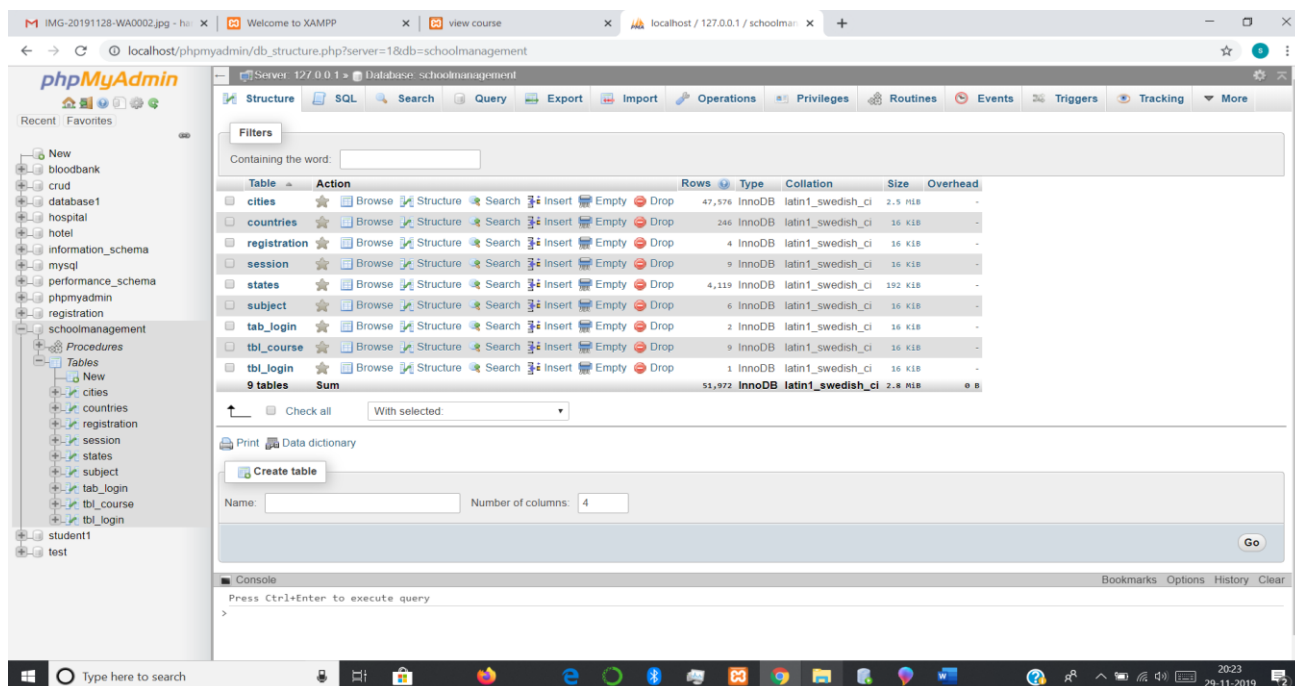 IMG-20191128-WA0002.jpg - ha
Welcome to XAMPP
view course
localhost / 127.0.0.1 / schoolman
localhost/phpmyadmin/db_structure.php?server=1&db=schoolmanagement
s
phpMyAdmin
Recent Favorites
New
bloodbank
crud
database1
hospital
hotel
information_schema
mysql
performance_schema
phpmyadmin
registration
schoolmanagement
Procedures
Tables
New
cities
countries
registration
session
states
subject
tab_login
tbl_course
tbl_login
student1
test
Server: 127.0.0.1 » Database: schoolmanagement
Structure SQL Search Query Export Import Operations Privileges Routines Events Triggers Tracking More
Filters
Containing the word:
Table Action Rows Type Collation Size Overhead
cities Browse Structure Search Insert Empty Drop 47,576 InnoDB latin1_swedish_ci 2.5 MiB -
countries Browse Structure Search Insert Empty Drop 246 InnoDB latin1_swedish_ci 16 KiB -
registration Browse Structure Search Insert Empty Drop 4 InnoDB latin1_swedish_ci 16 KiB -
session Browse Structure Search Insert Empty Drop 9 InnoDB latin1_swedish_ci 16 KiB -
states Browse Structure Search Insert Empty Drop 4,119 InnoDB latin1_swedish_ci 192 KiB -
subject Browse Structure Search Insert Empty Drop 6 InnoDB latin1_swedish_ci 16 KiB -
tab_login Browse Structure Search Insert Empty Drop 2 InnoDB latin1_swedish_ci 16 KiB -
tbl_course Browse Structure Search Insert Empty Drop 9 InnoDB latin1_swedish_ci 16 KiB -
tbl_login Browse Structure Search Insert Empty Drop 1 InnoDB latin1_swedish_ci 16 KiB -
9 tables Sum 51,972 InnoDB latin1_swedish_ci 2.8 MiB 0 B
Check all With selected:
Print Data dictionary
Create table
Name: Number of columns: 4
Go
Console Bookmarks Options History Clear
Press Ctrl+Enter to execute query
>
Type here to search
20:23
29-11-2019